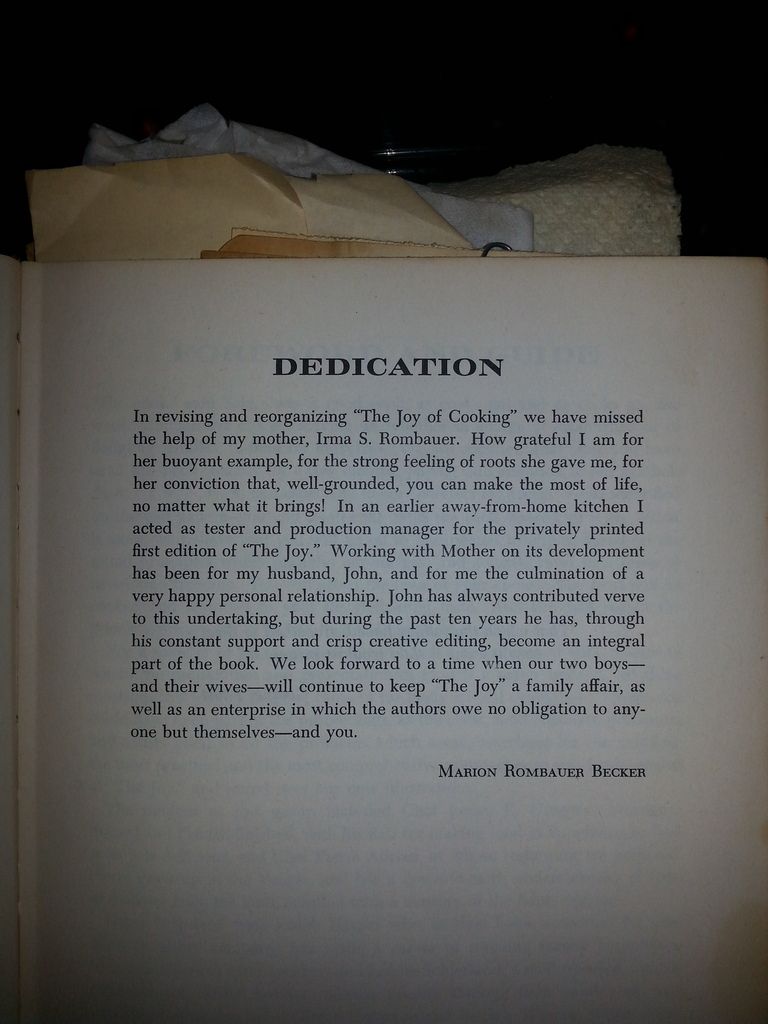 DEDICATION
In revising and reorganizing “The Joy of Cooking” we have missed
the help of my mother, Irma S. Rombauer. How grateful I am for
her buoyant example, for the strong feeling of roots she gave me, for
her conviction that, well-grounded, you can make the most of life,
no matter what it brings! In an earlier away-from-home kitchen I
acted as tester and production manager for the privately printed
first edition of “The Joy.” Working with Mother on its development
has been for my husband, John, and for me the culmination of a
very happy personal relationship. John has always contributed verve
to this undertaking, but during the past ten years he has, through
his constant support and crisp creative editing, become an integral
part of the book. We look forward to a time when our two boys—
and their wives—will continue to keep “The Joy” a family affair, as
well as an enterprise in which the authors owe no obligation to any-
one but themselves—and you.
MARION ROMBAUER BECKER